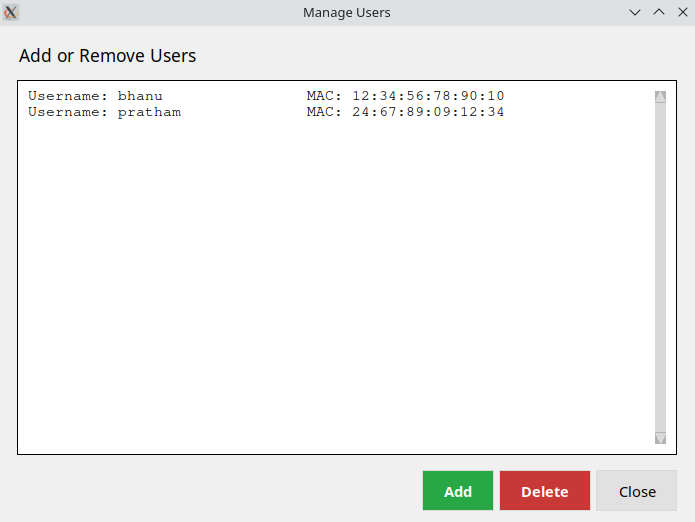 Manage Users
Add or Remove Users
Username: bhanu MAC: 12:34:56:78:90:10
Username: pratham MAC: 24:67:89:09:12:34
Add Delete Close